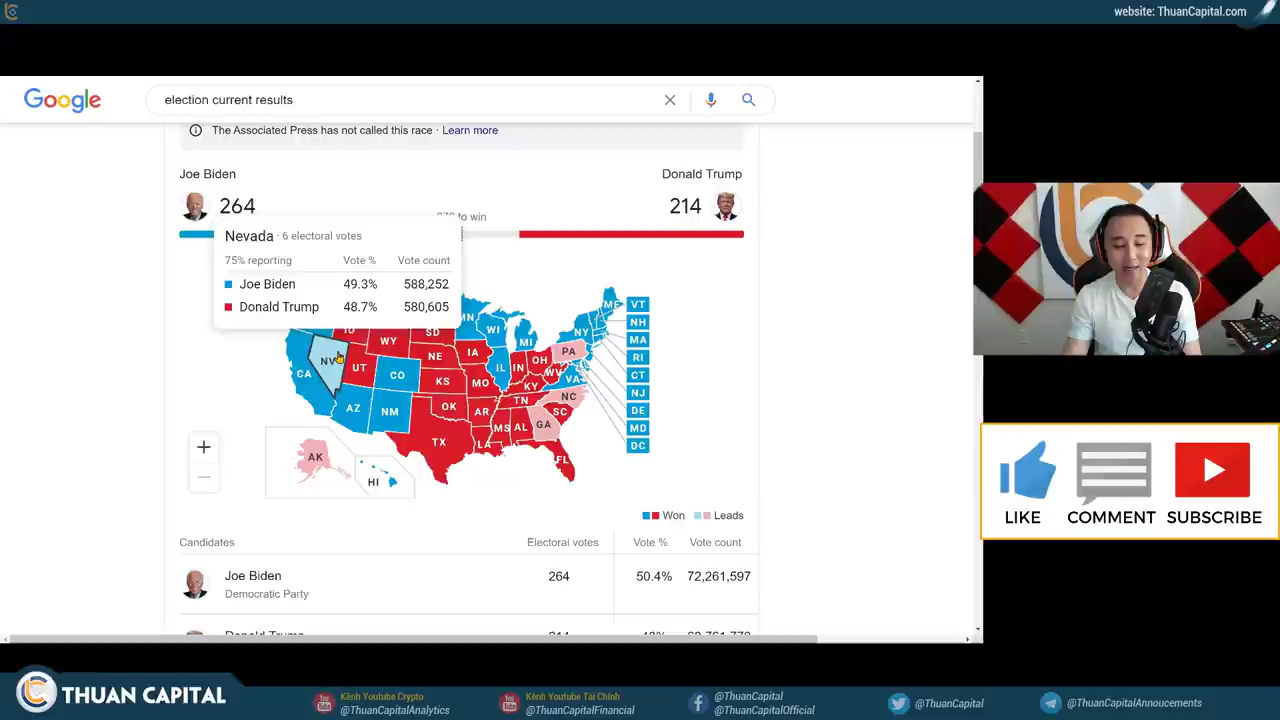 website: ThuanCapital.com
Google
election current results
The Associated Press has not called this race · Learn more
Joe Biden
Donald Trump
264
214
to win
Nevada · 6 electoral votes
75% reporting Vote % Vote count
Joe Biden 49.3% 588,252
Donald Trump 48.7% 580,605
ME VT
NH
MA
RI
CT
NJ
DE
MD
DC
MN WI MI NY
ID WY SD IA PA
NV UT NE IL IN OH WV VA
CA CO KS MO KY NC
AZ NM OK AR TN SC
MS AL GA
TX LA FL
AK
HI
+
−
Won Leads
Candidates Electoral votes Vote % Vote count
Joe Biden 264 50.4% 72,261,597
Democratic Party
Donald Trump 214 48%
LIKE COMMENT SUBSCRIBE
THUAN CAPITAL
Kênh Youtube Crypto
@ThuanCapitalAnalytics
Kênh Youtube Tài Chính
@ThuanCapitalFinancial
@ThuanCapital
@ThuanCapitalOfficial
@ThuanCapital
@ThuanCapitalAnnoucements